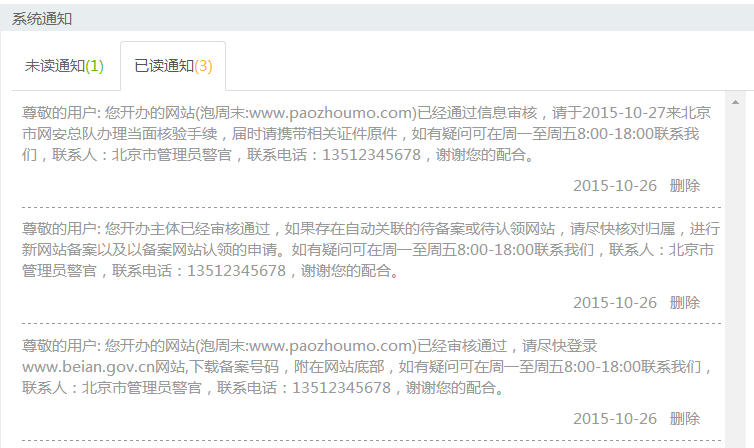 系统通知
未读通知(1) 已读通知(3)
尊敬的用户: 您开办的网站(泡周末:www.paozhoumo.com)已经通过信息审核，请于2015-10-27来北京
市网安总队办理当面核验手续，届时请携带相关证件原件，如有疑问可在周一至周五8:00-18:00联系我
们，联系人：北京市管理员警官，联系电话：13512345678，谢谢您的配合。
2015-10-26 删除
尊敬的用户: 您开办主体已经审核通过，如果存在自动关联的待备案或待认领网站，请尽快核对归属，进行
新网站备案以及以备案网站认领的申请。如有疑问可在周一至周五8:00-18:00联系我们，联系人：北京市
管理员警官，联系电话：13512345678，谢谢您的配合。
2015-10-26 删除
尊敬的用户: 您开办的网站(泡周末:www.paozhoumo.com)已经审核通过，请尽快登录
www.beian.gov.cn网站,下载备案号码，附在网站底部，如有疑问可在周一至周五8:00-18:00联系我们，
联系人：北京市管理员警官，联系电话：13512345678，谢谢您的配合。
2015-10-26 删除